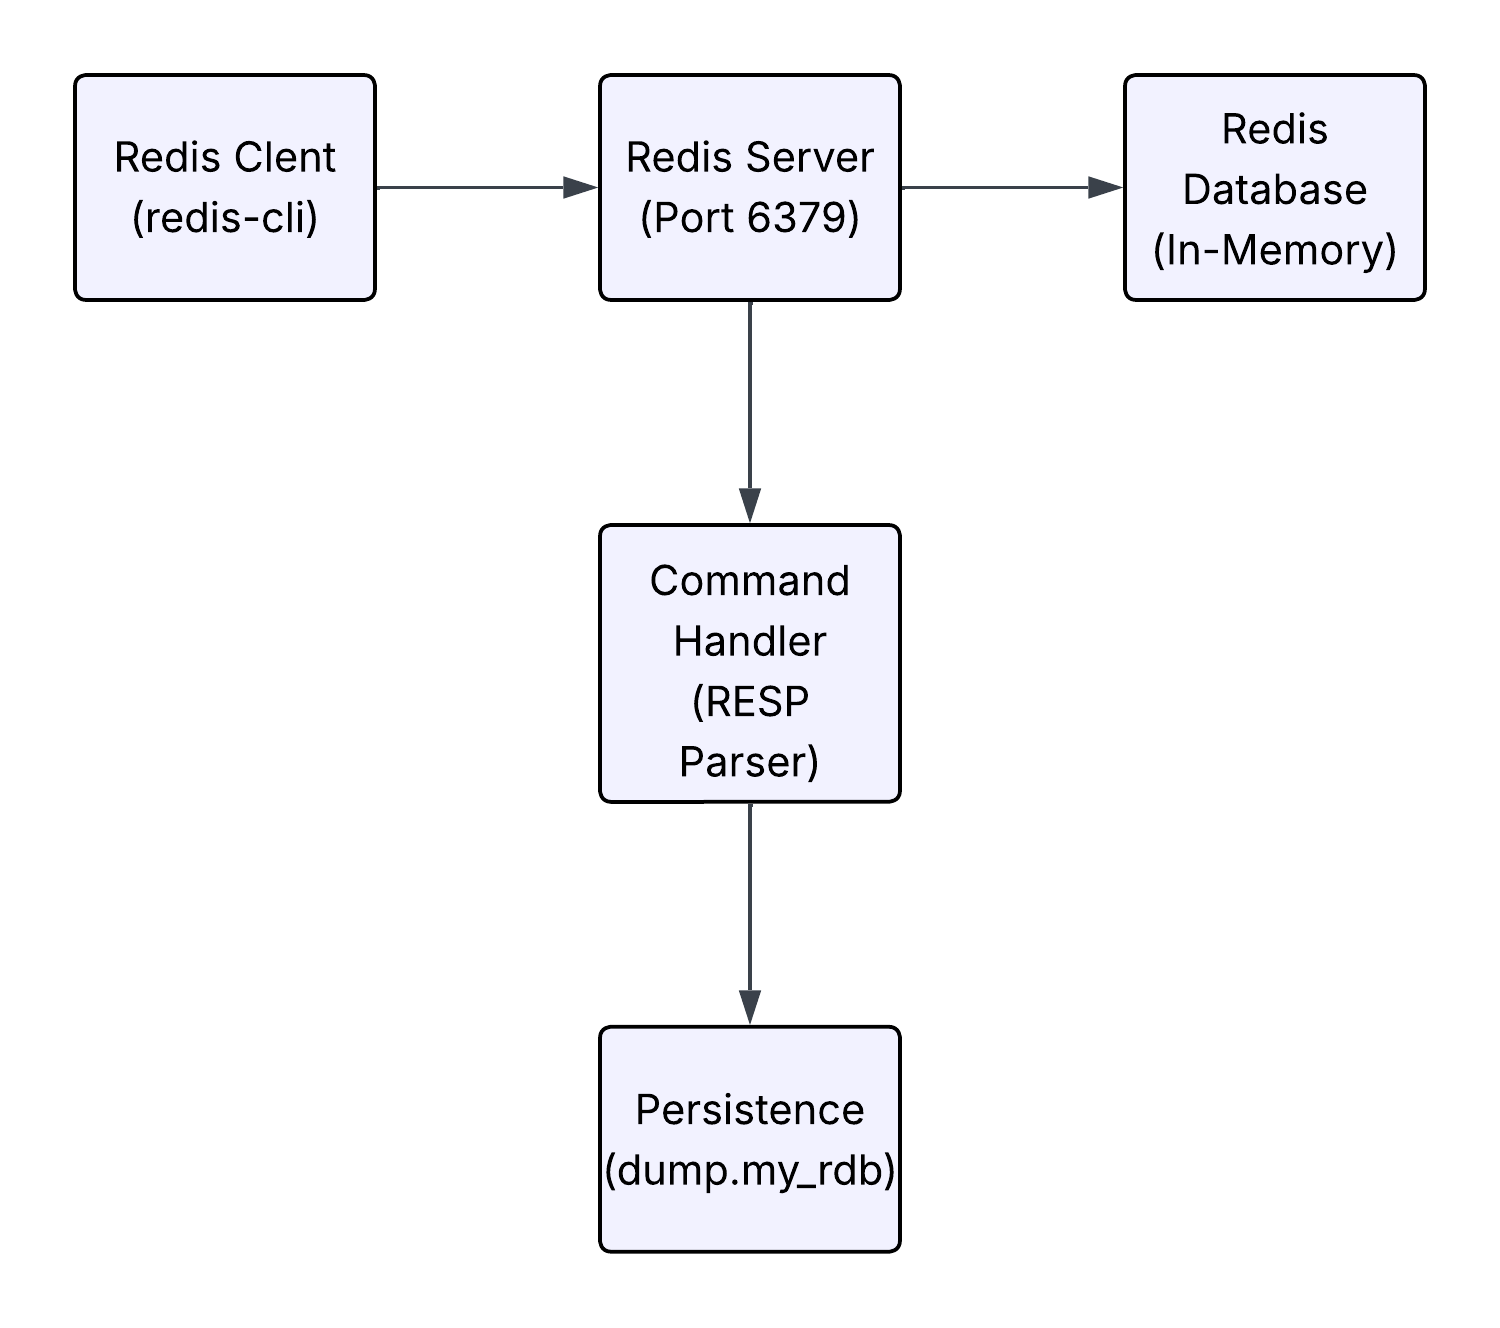 Redis Clent
(redis-cli)
Redis Server
(Port 6379)
Redis
Database
(In-Memory)
Command
Handler
(RESP
Parser)
Persistence
(dump.my_rdb)